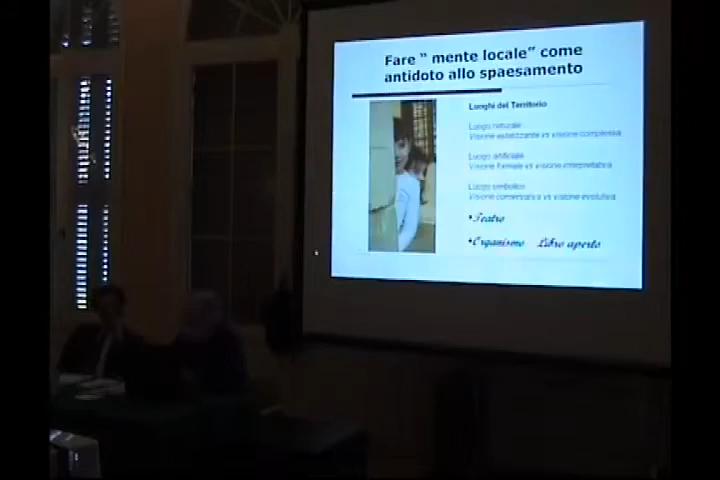 Fare " mente locale" come
antidoto allo spaesamento
Luoghi del Territorio
Luogo naturale
Visione estetizzante vs visione complessa
Luogo artificiale
Visione formale vs visione interpretativa
Luogo simbolico
Visione conservativa vs visione evolutiva
•Teatro
•Organismo Libro aperto